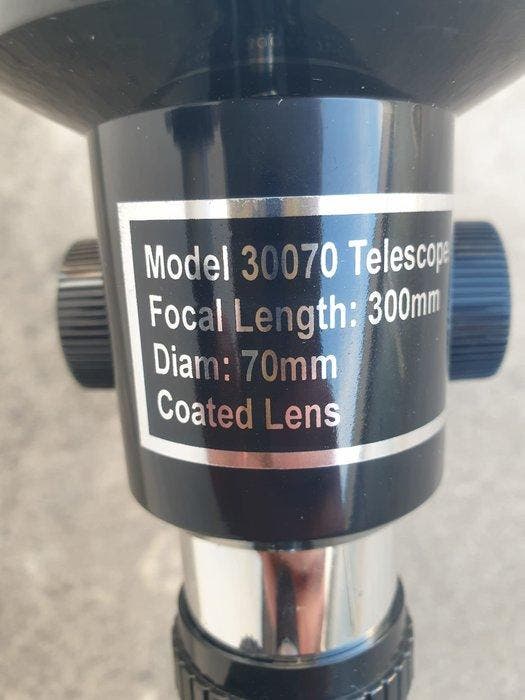 Model 30070 Telescope
Focal Length: 300mm
Diam: 70mm
Coated Lens